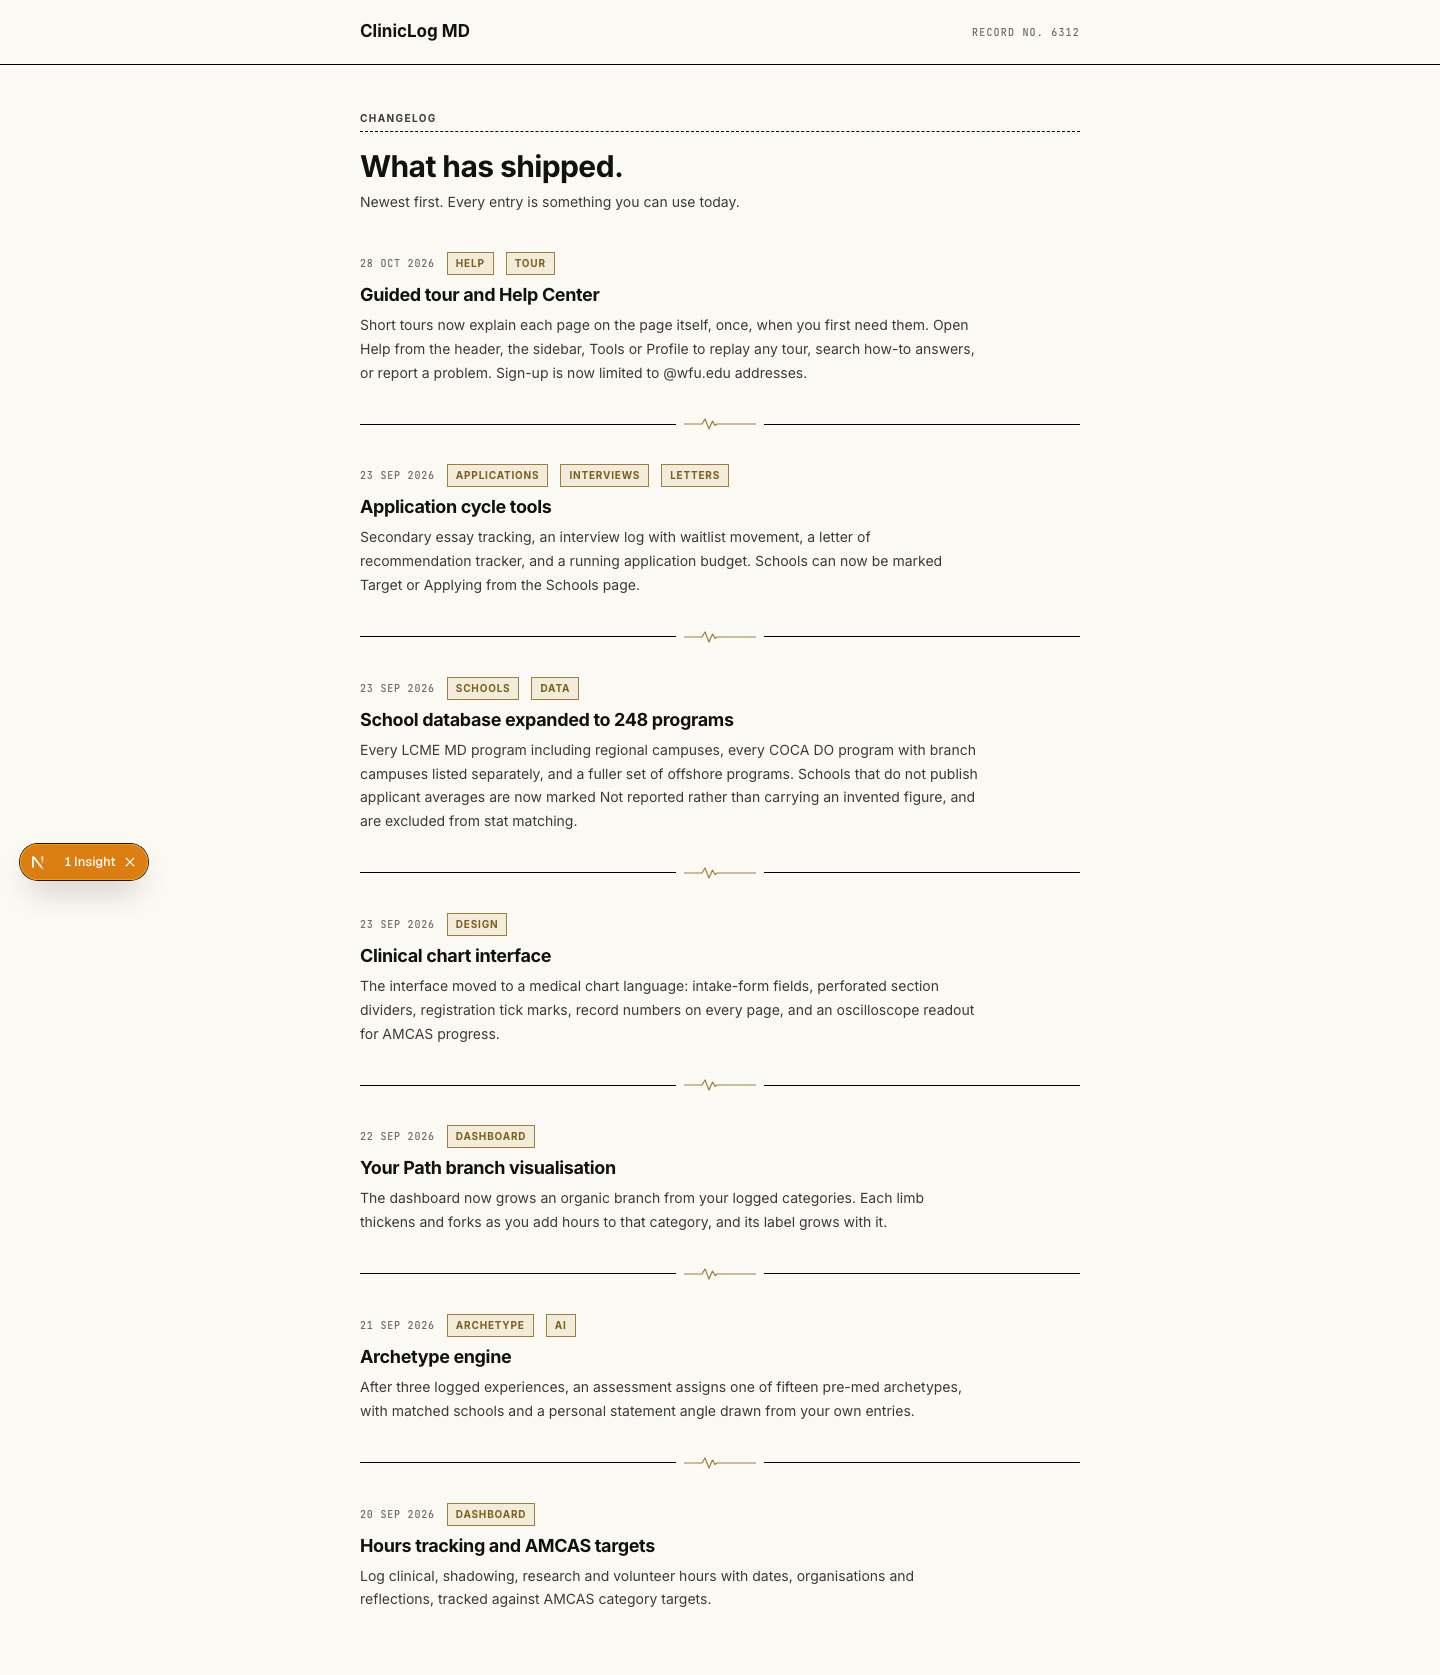 ClinicLog MD
RECORD NO. 6312
CHANGELOG
What has shipped.
Newest first. Every entry is something you can use today.
28 OCT 2026 HELP TOUR
Guided tour and Help Center
Short tours now explain each page on the page itself, once, when you first need them. Open
Help from the header, the sidebar, Tools or Profile to replay any tour, search how-to answers,
or report a problem. Sign-up is now limited to @wfu.edu addresses.
23 SEP 2026 APPLICATIONS INTERVIEWS LETTERS
Application cycle tools
Secondary essay tracking, an interview log with waitlist movement, a letter of
recommendation tracker, and a running application budget. Schools can now be marked
Target or Applying from the Schools page.
23 SEP 2026 SCHOOLS DATA
School database expanded to 248 programs
Every LCME MD program including regional campuses, every COCA DO program with branch
campuses listed separately, and a fuller set of offshore programs. Schools that do not publish
applicant averages are now marked Not reported rather than carrying an invented figure, and
are excluded from stat matching.
N 1 Insight
23 SEP 2026 DESIGN
Clinical chart interface
The interface moved to a medical chart language: intake-form fields, perforated section
dividers, registration tick marks, record numbers on every page, and an oscilloscope readout
for AMCAS progress.
22 SEP 2026 DASHBOARD
Your Path branch visualisation
The dashboard now grows an organic branch from your logged categories. Each limb
thickens and forks as you add hours to that category, and its label grows with it.
21 SEP 2026 ARCHETYPE AI
Archetype engine
After three logged experiences, an assessment assigns one of fifteen pre-med archetypes,
with matched schools and a personal statement angle drawn from your own entries.
20 SEP 2026 DASHBOARD
Hours tracking and AMCAS targets
Log clinical, shadowing, research and volunteer hours with dates, organisations and
reflections, tracked against AMCAS category targets.